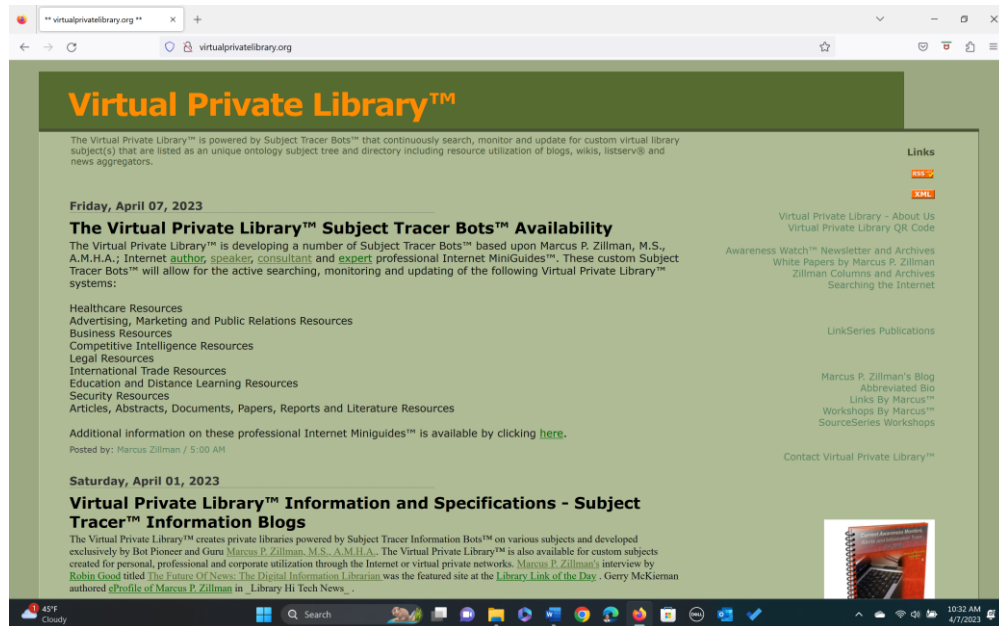 ** virtualprivatelibrary.org **
virtualprivatelibrary.org
Virtual Private Library™
The Virtual Private Library™ is powered by Subject Tracer Bots™ that continuously search, monitor and update for custom virtual library
subject(s) that are listed as an unique ontology subject tree and directory including resource utilization of blogs, wikis, listserv® and
news aggregators.
Friday, April 07, 2023
The Virtual Private Library™ Subject Tracer Bots™ Availability
The Virtual Private Library™ is developing a number of Subject Tracer Bots™ based upon Marcus P. Zillman, M.S.,
A.M.H.A.; Internet author, speaker, consultant and expert professional Internet MiniGuides™. These custom Subject
Tracer Bots™ will allow for the active searching, monitoring and updating of the following Virtual Private Library™
systems:
Healthcare Resources
Advertising, Marketing and Public Relations Resources
Business Resources
Competitive Intelligence Resources
Legal Resources
International Trade Resources
Education and Distance Learning Resources
Security Resources
Articles, Abstracts, Documents, Papers, Reports and Literature Resources
Additional information on these professional Internet Miniguides™ is available by clicking here.
Posted by: Marcus Zillman / 5:00 AM
Saturday, April 01, 2023
Virtual Private Library™ Information and Specifications - Subject
Tracer™ Information Blogs
The Virtual Private Library™ creates private libraries powered by Subject Tracer Information Bots™ on various subjects and developed
exclusively by Bot Pioneer and Guru Marcus P. Zillman, M.S., A.M.H.A.. The Virtual Private Library™ is also available for custom subjects
created for personal, professional and corporate utilization through the Internet or virtual private networks. Marcus P. Zillman's interview by
Robin Good titled The Future Of News: The Digital Information Librarian was the featured site at the Library Link of the Day . Gerry McKiernan
authored eProfile of Marcus P. Zillman in _Library Hi Tech News_ .
Links
RSS
XML
Virtual Private Library - About Us
Virtual Private Library QR Code
Awareness Watch™ Newsletter and Archives
White Papers by Marcus P. Zillman
Zillman Columns and Archives
Searching the Internet
LinkSeries Publications
Marcus P. Zillman's Blog
Abbreviated Bio
Links By Marcus™
Workshops By Marcus™
SourceSeries Workshops
Contact Virtual Private Library™
1
45°F
Cloudy
Search
DELL
10:32 AM
4/7/2023